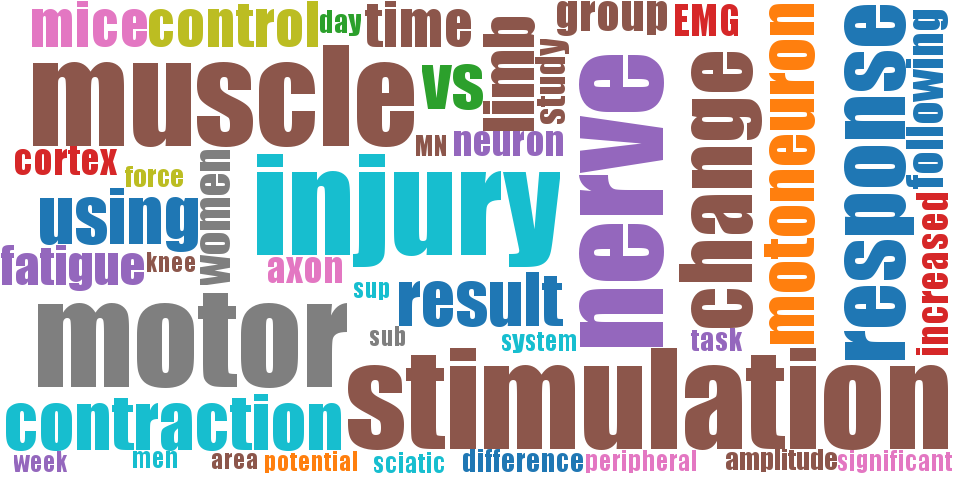 mice
control
day
time
group
EMG
muscle
vs
limb
study
nerve
change
motoneuron
response
following
MN
neuron
cortex
force
women
injury
using
fatigue
knee
axon
sup
result
increased
motor
sub
system
task
stimulation
contraction
week
men
area
potential
sciatic
difference
peripheral
amplitude
significant